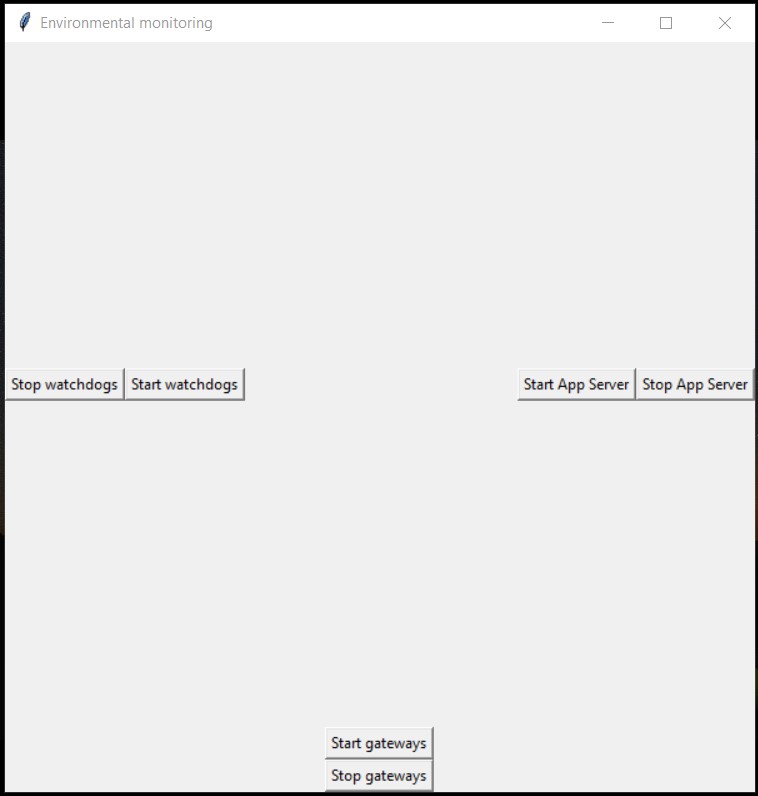 Environmental monitoring
Stop watchdogs Start watchdogs Start App Server Stop App Server
Start gateways
Stop gateways